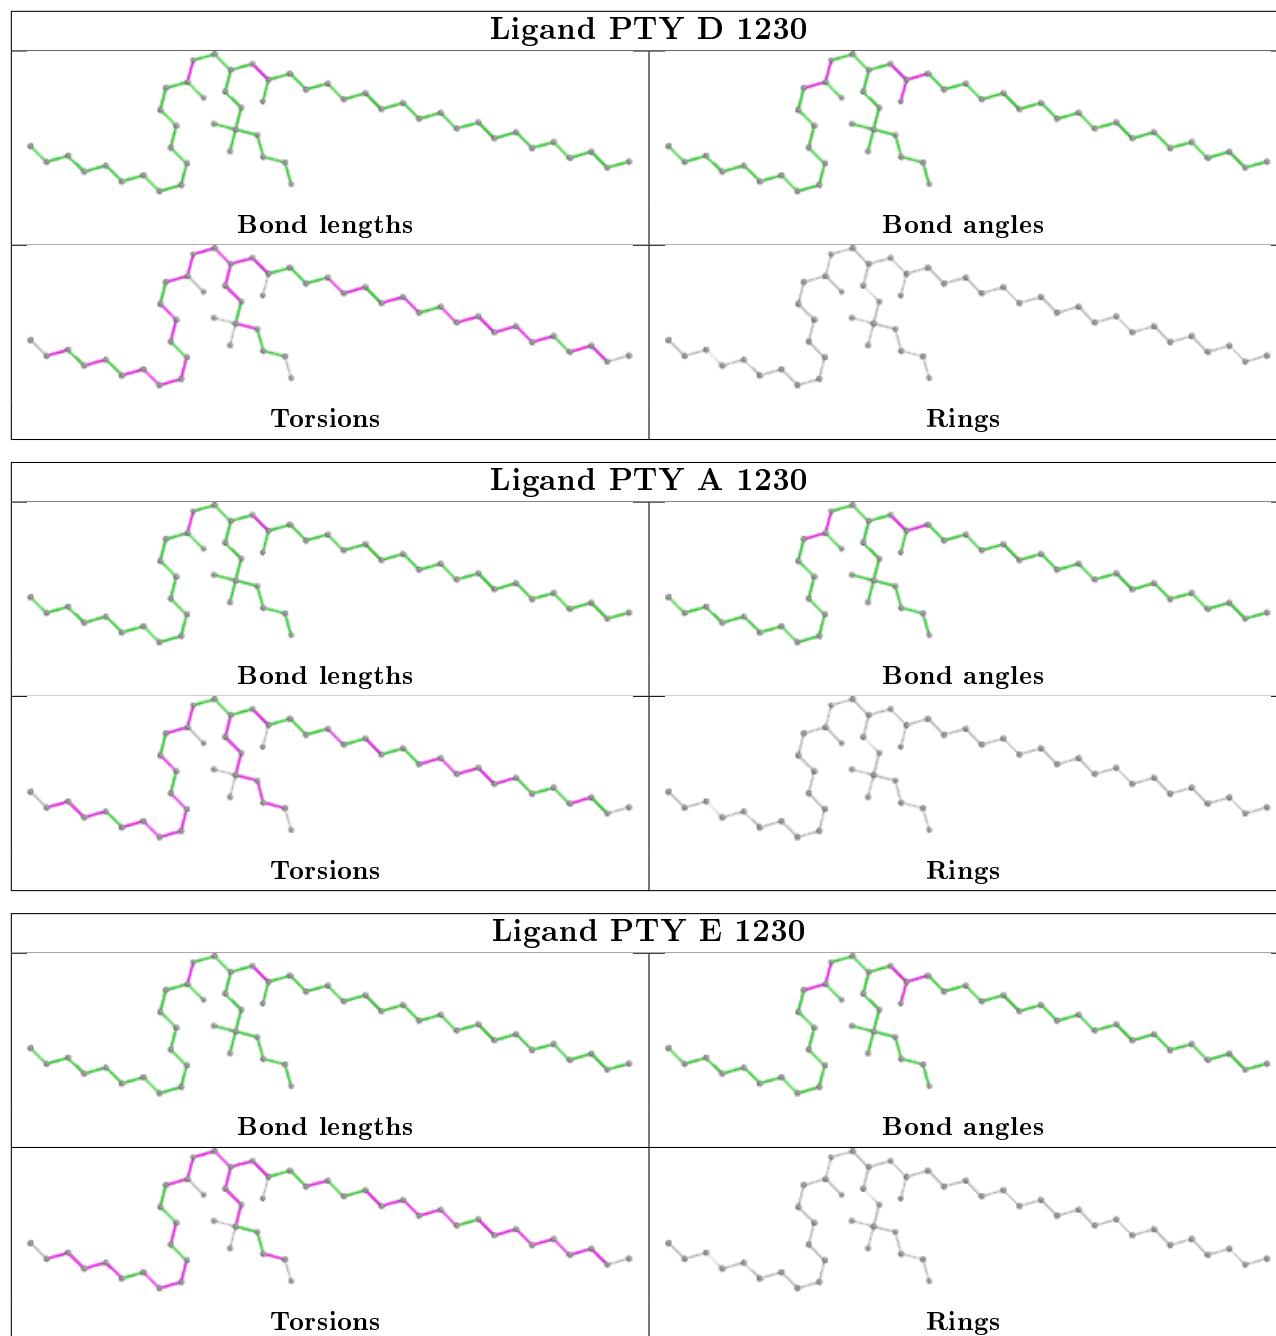 Ligand PTY D 1230
Bond lengths
Bond angles
Torsions
Rings
Ligand PTY A 1230
Bond lengths
Bond angles
Torsions
Rings
Ligand PTY E 1230
Bond lengths
Bond angles
Torsions
Rings